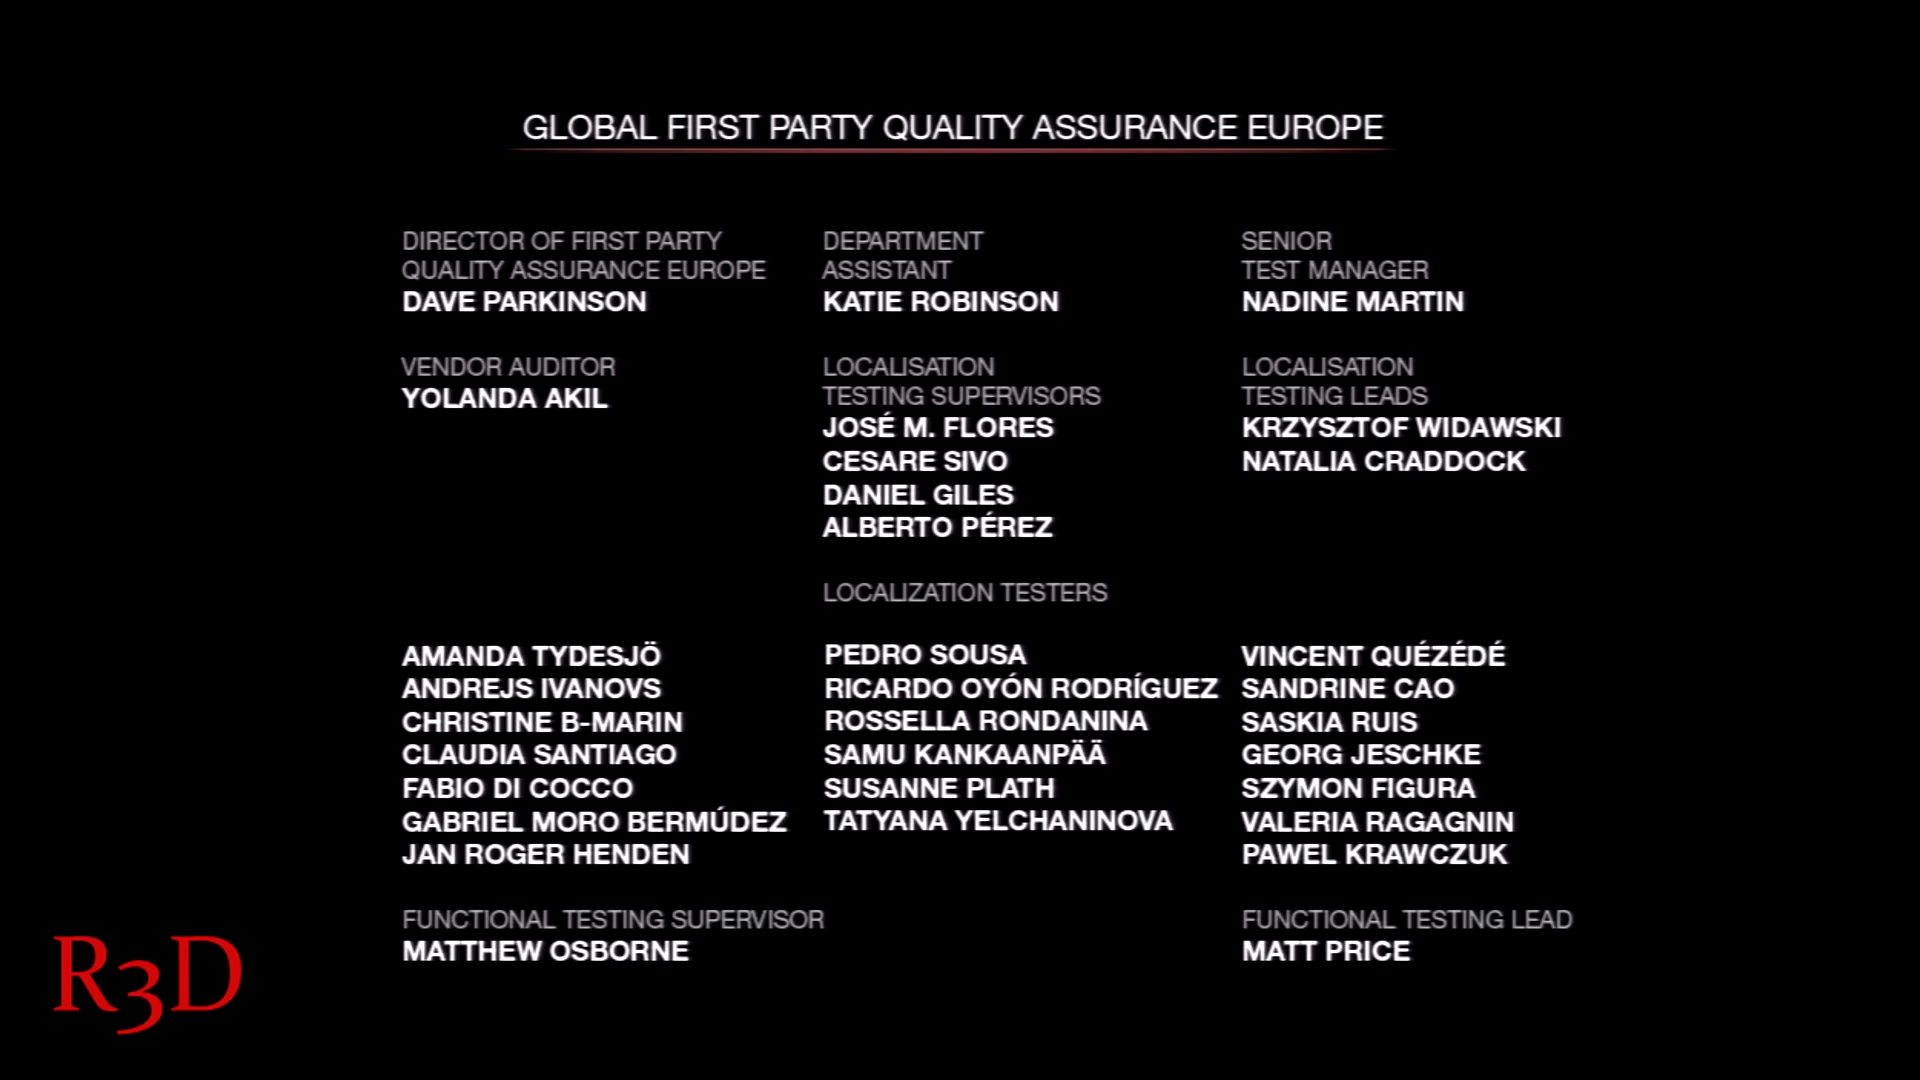 GLOBAL FIRST PARTY QUALITY ASSURANCE EUROPE
DIRECTOR OF FIRST PARTY
QUALITY ASSURANCE EUROPE
DAVE PARKINSON
DEPARTMENT
ASSISTANT
KATIE ROBINSON
SENIOR
TEST MANAGER
NADINE MARTIN
VENDOR AUDITOR
YOLANDA AKIL
LOCALISATION
TESTING SUPERVISORS
JOSÉ M. FLORES
CESARE SIVO
DANIEL GILES
ALBERTO PÉREZ
LOCALISATION
TESTING LEADS
KRZYSZTOF WIDAWSKI
NATALIA CRADDOCK
LOCALIZATION TESTERS
AMANDA TYDESJÖ
ANDREJS IVANOVS
CHRISTINE B-MARIN
CLAUDIA SANTIAGO
FABIO DI COCCO
GABRIEL MORO BERMÚDEZ
JAN ROGER HENDEN
PEDRO SOUSA
RICARDO OYÓN RODRÍGUEZ
ROSSELLA RONDANINA
SAMU KANKAANPÄÄ
SUSANNE PLATH
TATYANA YELCHANINOVA
VINCENT QUÉZÉDÉ
SANDRINE CAO
SASKIA RUIS
GEORG JESCHKE
SZYMON FIGURA
VALERIA RAGAGNIN
PAWEL KRAWCZUK
FUNCTIONAL TESTING SUPERVISOR
MATTHEW OSBORNE
FUNCTIONAL TESTING LEAD
MATT PRICE
R3D